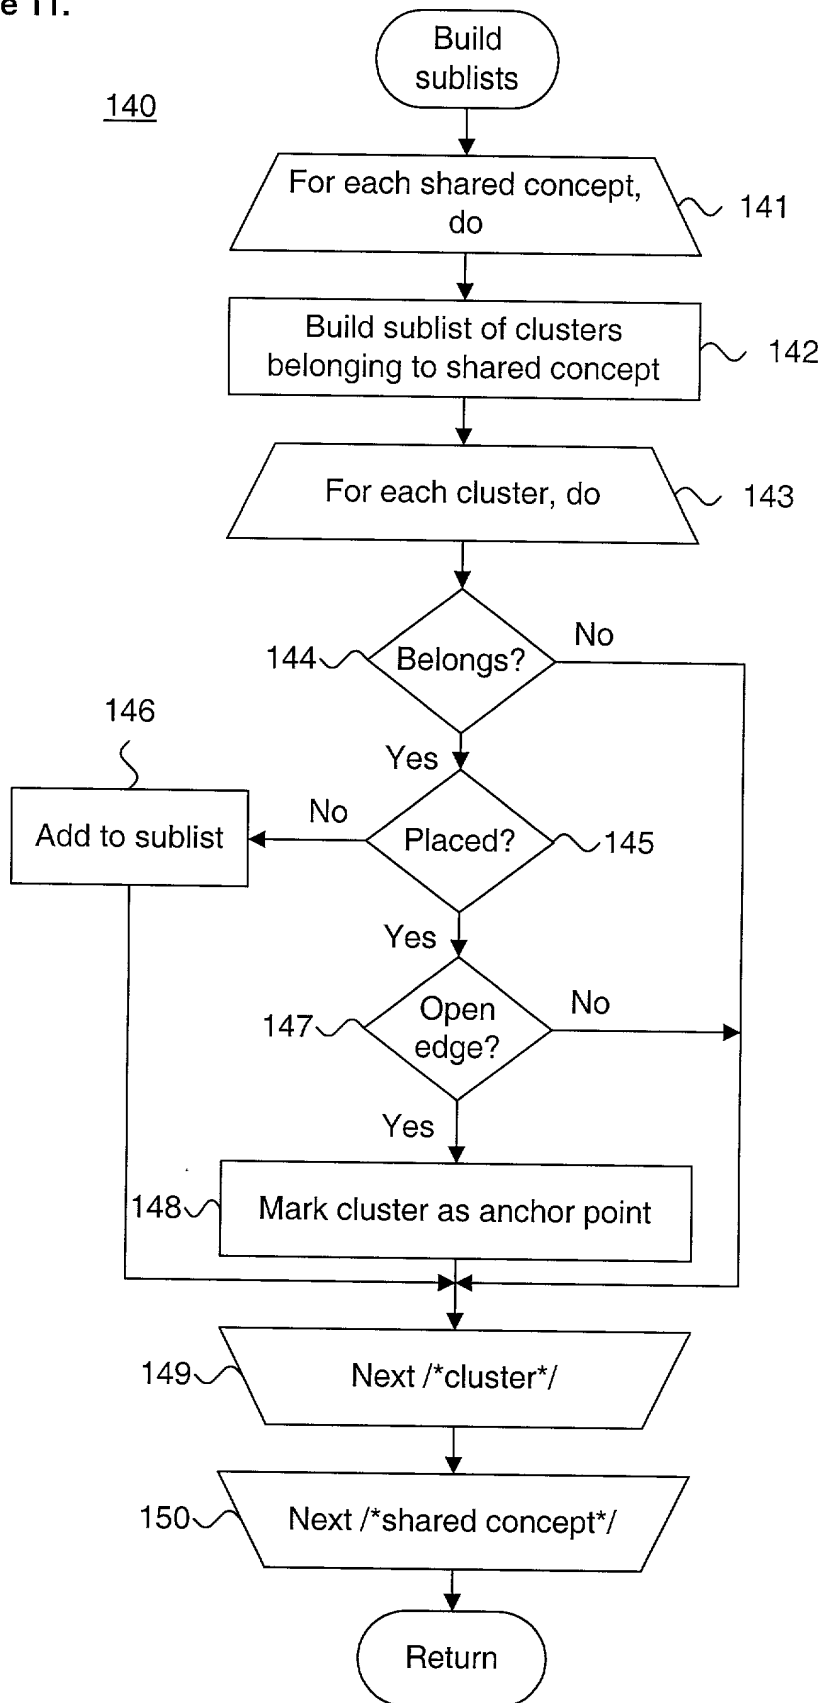 e 11.
Build
sublists
140
For each shared concept,
do
141
Build sublist of clusters
belonging to shared concept
142
For each cluster, do
143
144
Belongs?
No
146
Yes
Add to sublist
No
Placed?
145
Yes
147
Open
edge?
No
Yes
148
Mark cluster as anchor point
149
Next /*cluster*/
150
Next /*shared concept*/
Return